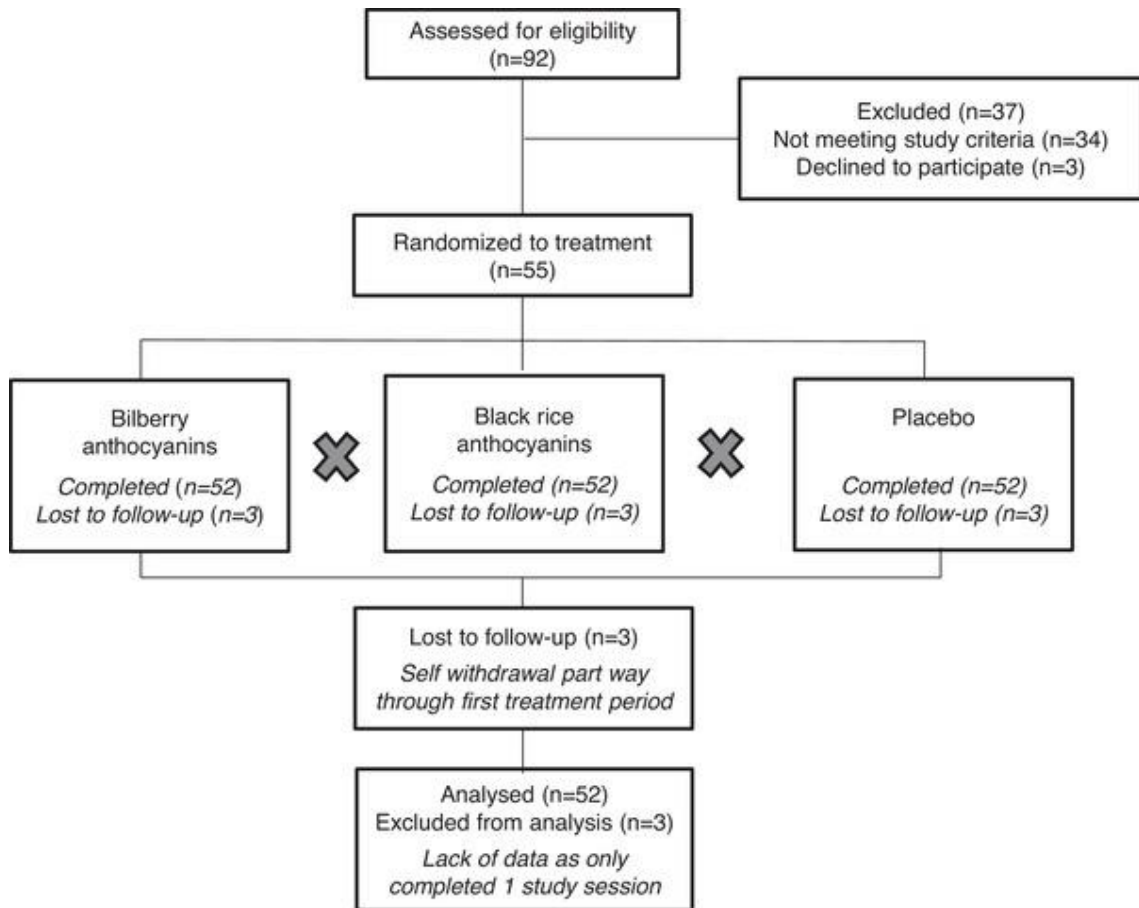 Assessed for eligibility
(n=92)
Excluded (n=37)
Not meeting study criteria (n=34)
Declined to participate (n=3)
Randomized to treatment
(n=55)
Bilberry
anthocyanins
Completed (n=52)
Lost to follow-up (n=3)
Black rice
anthocyanins
Completed (n=52)
Lost to follow-up (n=3)
Placebo
Completed (n=52)
Lost to follow-up (n=3)
Lost to follow-up (n=3)
Self withdrawal part way
through first treatment period
Analysed (n=52)
Excluded from analysis (n=3)
Lack of data as only
completed 1 study session